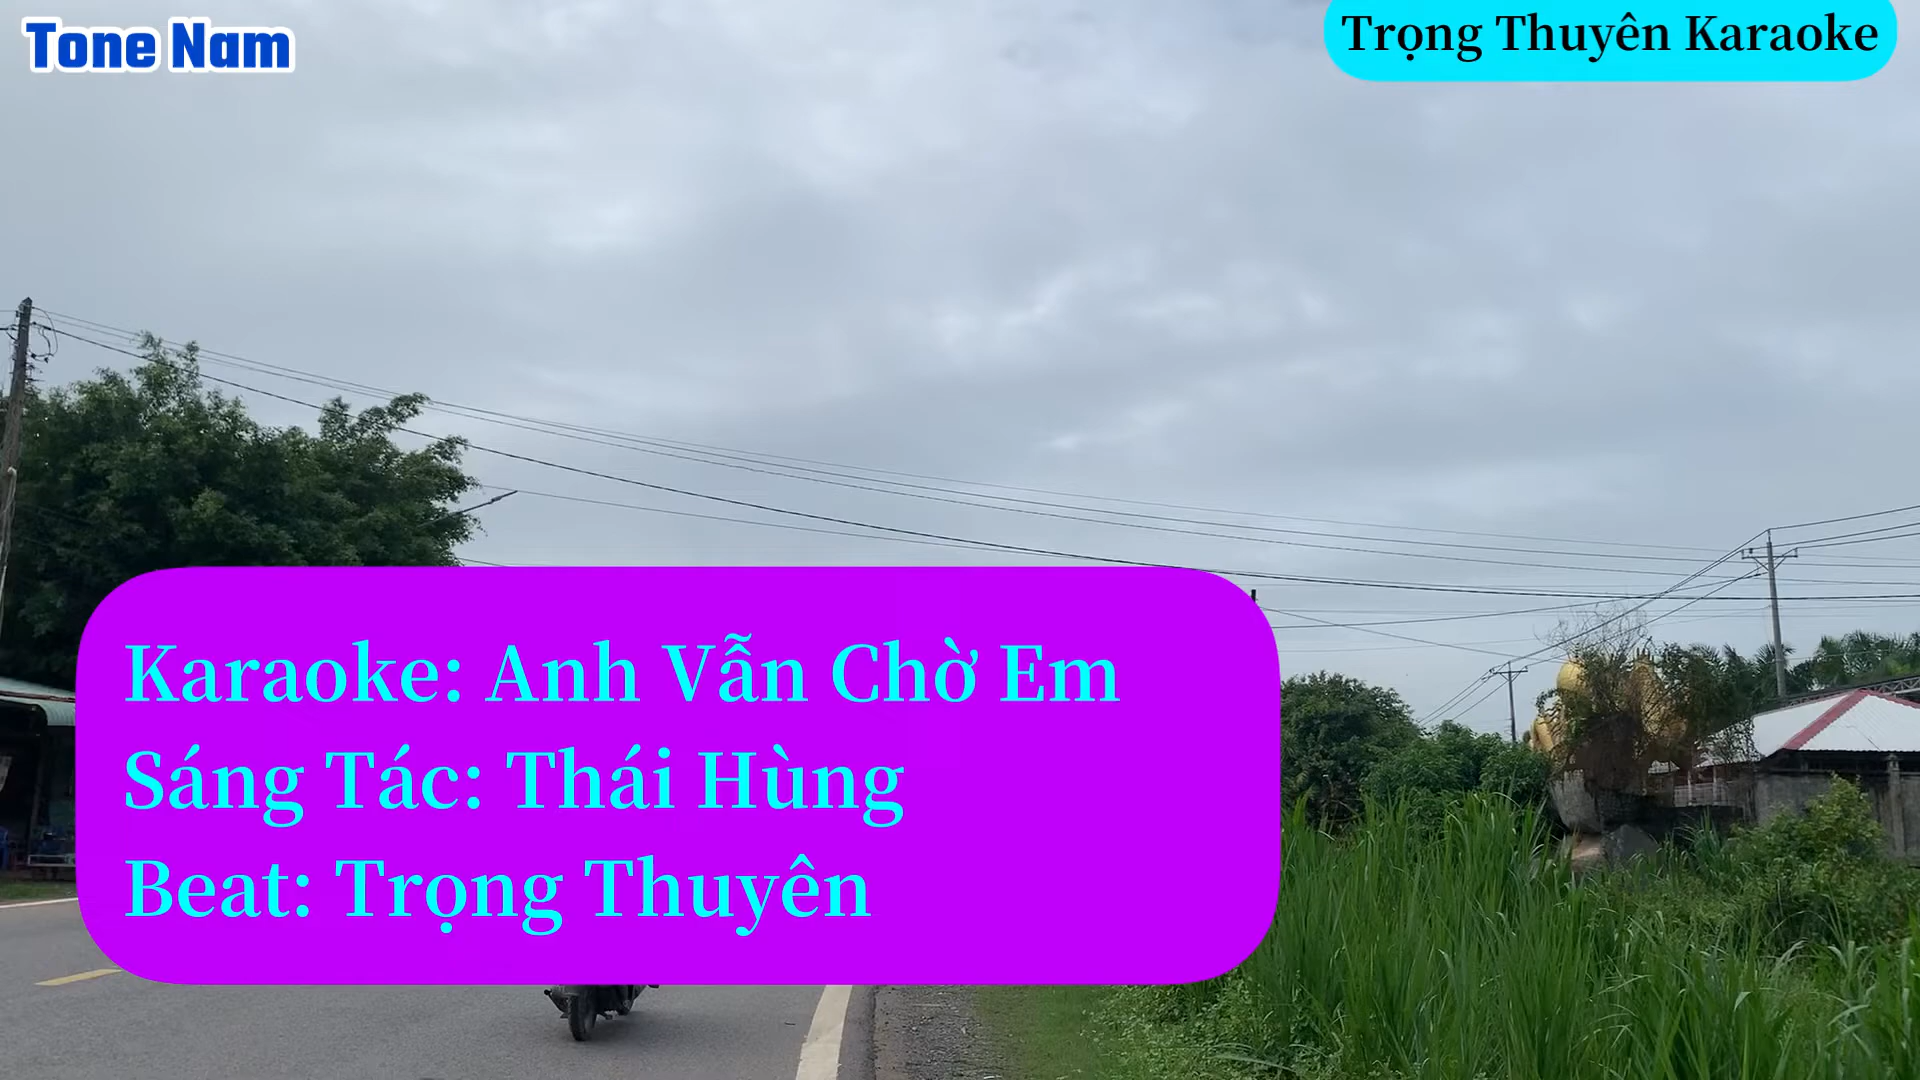 Tone Nam
Trọng Thuyên Karaoke
Karaoke: Anh Vẫn Chờ Em
Sáng Tác: Thái Hùng
Beat: Trọng Thuyên